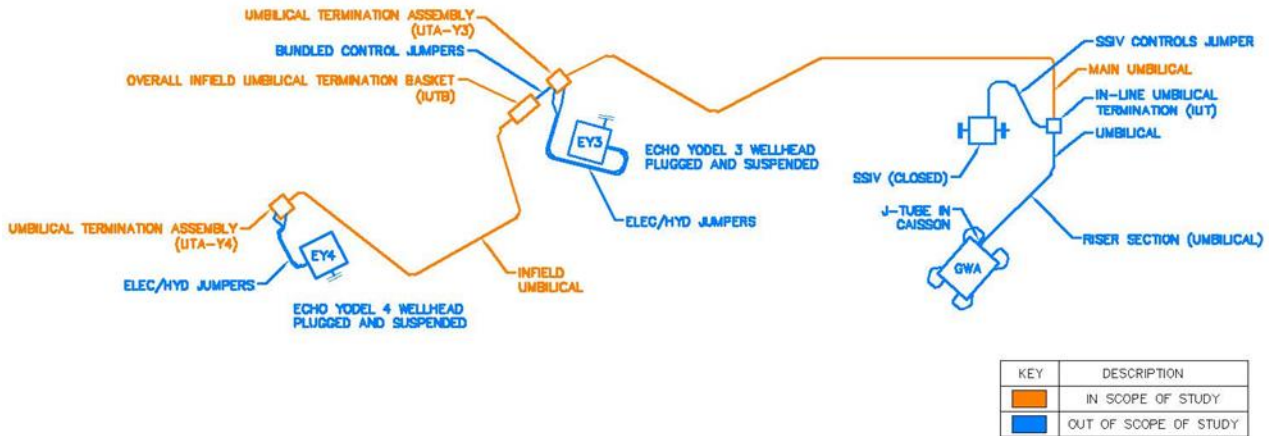 UMBILICAL TERMINATION ASSEMBLY
(UTA-Y3)
BUNDLED CONTROL JUMPERS
OVERALL INFIELD UMBILICAL TERMINATION BASKET
(IUTB)
SSIV CONTROLS JUMPER
MAIN UMBILICAL
IN-LINE UMBILICAL
TERMINATION (IUT)
UMBILICAL
EY3
ECHO YODEL 3 WELLHEAD
PLUGGED AND SUSPENDED
SSIV (CLOSED)
J-TUBE IN
CAISSON
ELEC/HYD JUMPERS
RISER SECTION (UMBILICAL)
GWA
UMBILICAL TERMINATION ASSEMBLY
(UTA-Y4)
EY4
ELEC/HYD JUMPERS
INFIELD
UMBILICAL
ECHO YODEL 4 WELLHEAD
PLUGGED AND SUSPENDED
KEY DESCRIPTION
IN SCOPE OF STUDY
OUT OF SCOPE OF STUDY